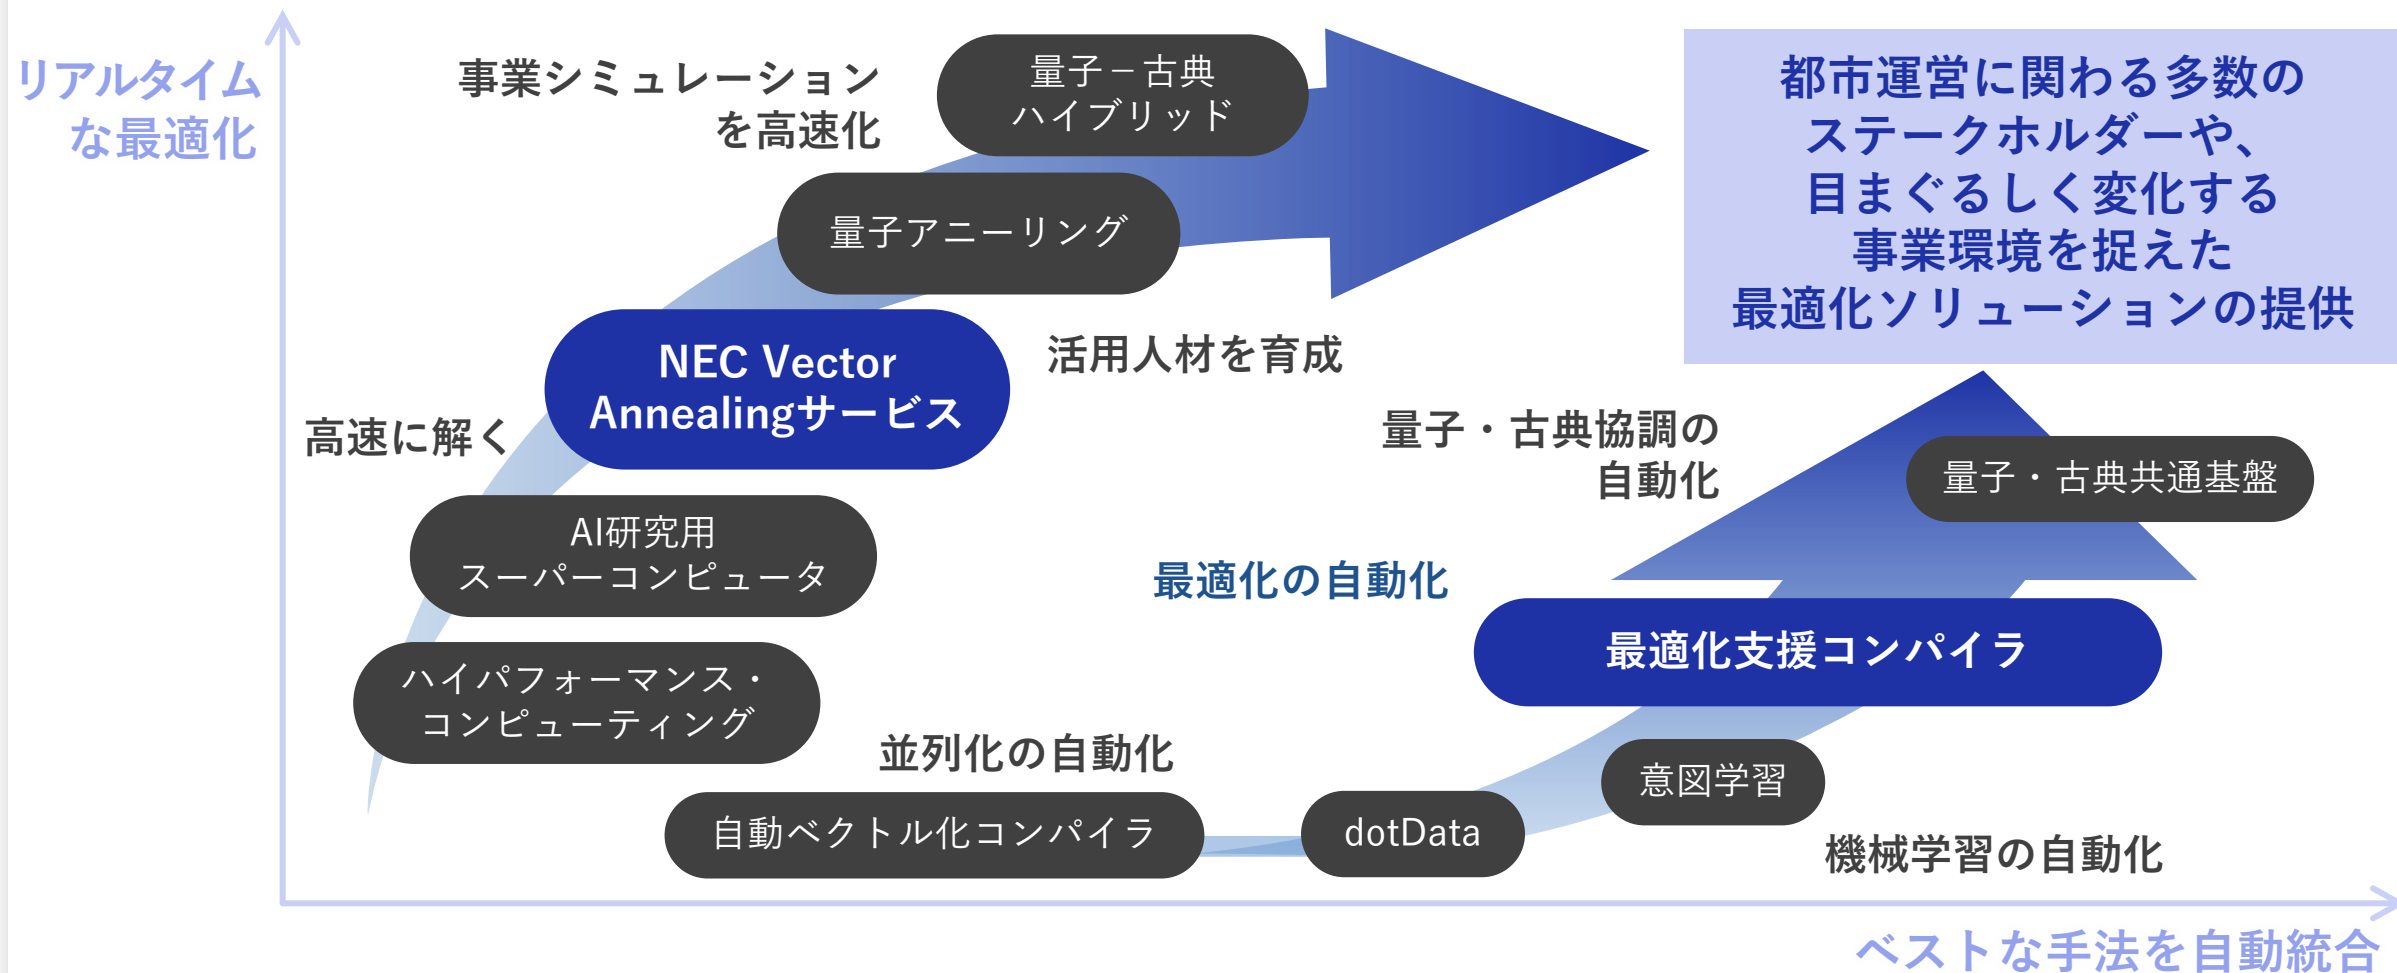 リアルタイム
な最適化
事業シミュレーション
を高速化
量子－古典
ハイブリッド
量子アニーリング
NEC Vector
Annealingサービス
活用人材を育成
高速に解く
AI研究用
スーパーコンピュータ
ハイパフォーマンス・
コンピューティング
都市運営に関わる多数の
ステークホルダーや、
目まぐるしく変化する
事業環境を捉えた
最適化ソリューションの提供
量子・古典協調の
自動化
量子・古典共通基盤
最適化の自動化
最適化支援コンパイラ
並列化の自動化
自動ベクトル化コンパイラ
dotData
意図学習
機械学習の自動化
ベストな手法を自動統合